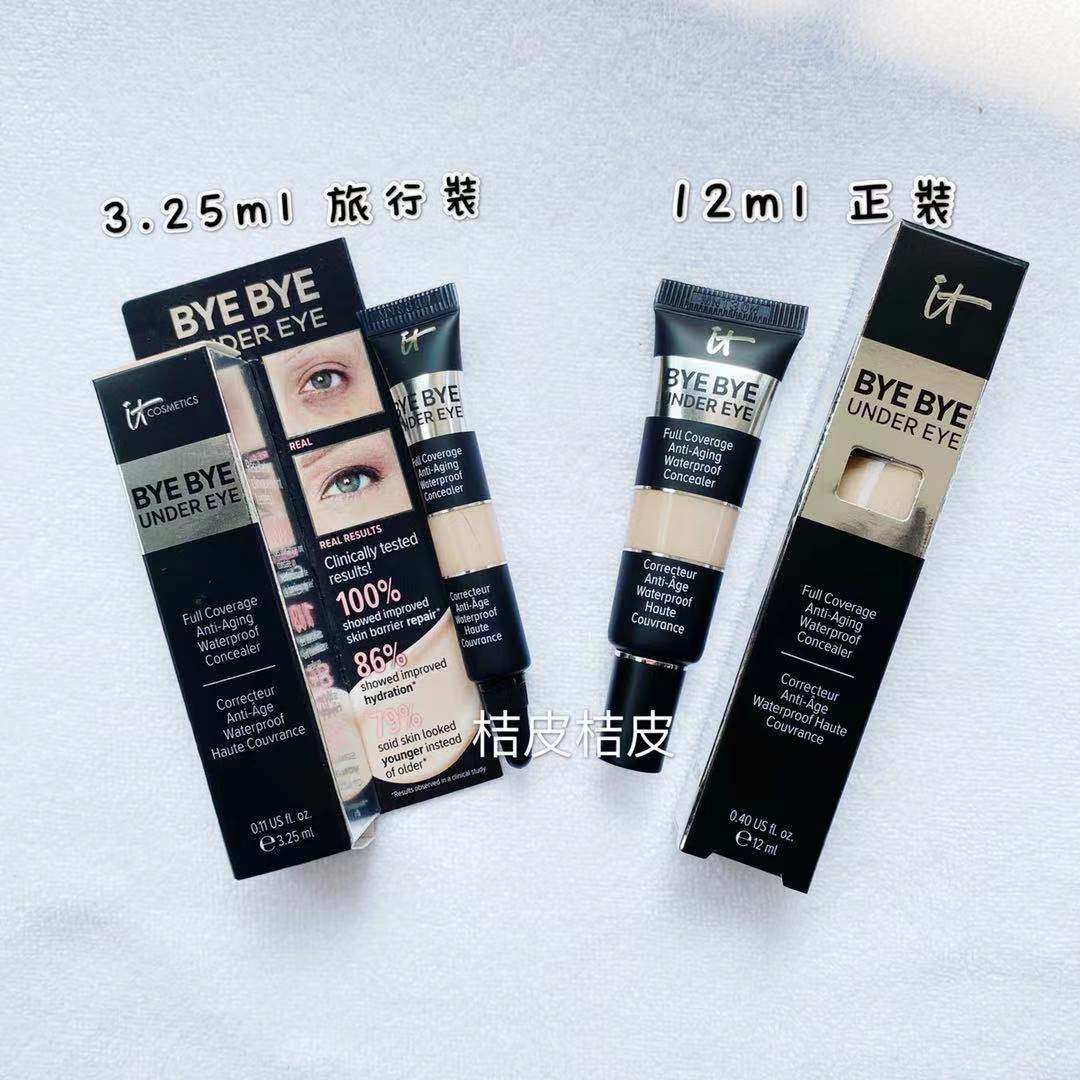 3.25ml 旅行裝
12ml 正裝
BYE BYE
UNDER EYE
REAL
REAL RESULTS
Clinically tested
results!
100%
showed improved
skin barrier repair*
86%
showed improved
hydration*
79%
said skin looked
younger instead
of older*
*Results observed in a clinical study.
it COSMETICS
BYE BYE
UNDER EYE
Full Coverage
Anti-Aging
Waterproof
Concealer
Correcteur
Anti-Âge
Waterproof
Haute Couvrance
0.11 US fl. oz.
℮ 3.25 ml
it
BYE BYE
UNDER EYE
Full Coverage
Anti-Aging
Waterproof
Concealer
Correcteur
Anti-Âge
Waterproof
Haute
Couvrance
it
BYE BYE
UNDER EYE
Full Coverage
Anti-Aging
Waterproof
Concealer
Correcteur
Anti-Âge
Waterproof
Haute
Couvrance
it
BYE BYE
UNDER EYE
Full Coverage
Anti-Aging
Waterproof
Concealer
Correcteur
Anti-Âge
Waterproof Haute
Couvrance
0.40 US fl. oz.
℮ 12 ml
桔皮桔皮